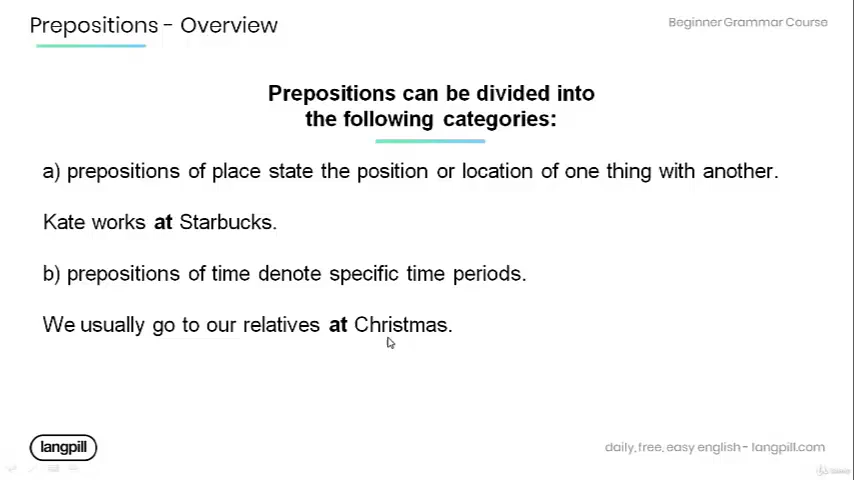 Prepositions - Overview
Beginner Grammar Course
Prepositions can be divided into
the following categories:
a) prepositions of place state the position or location of one thing with another.
Kate works at Starbucks.
b) prepositions of time denote specific time periods.
We usually go to our relatives at Christmas.
langpill
daily, free, easy english - langpill.com